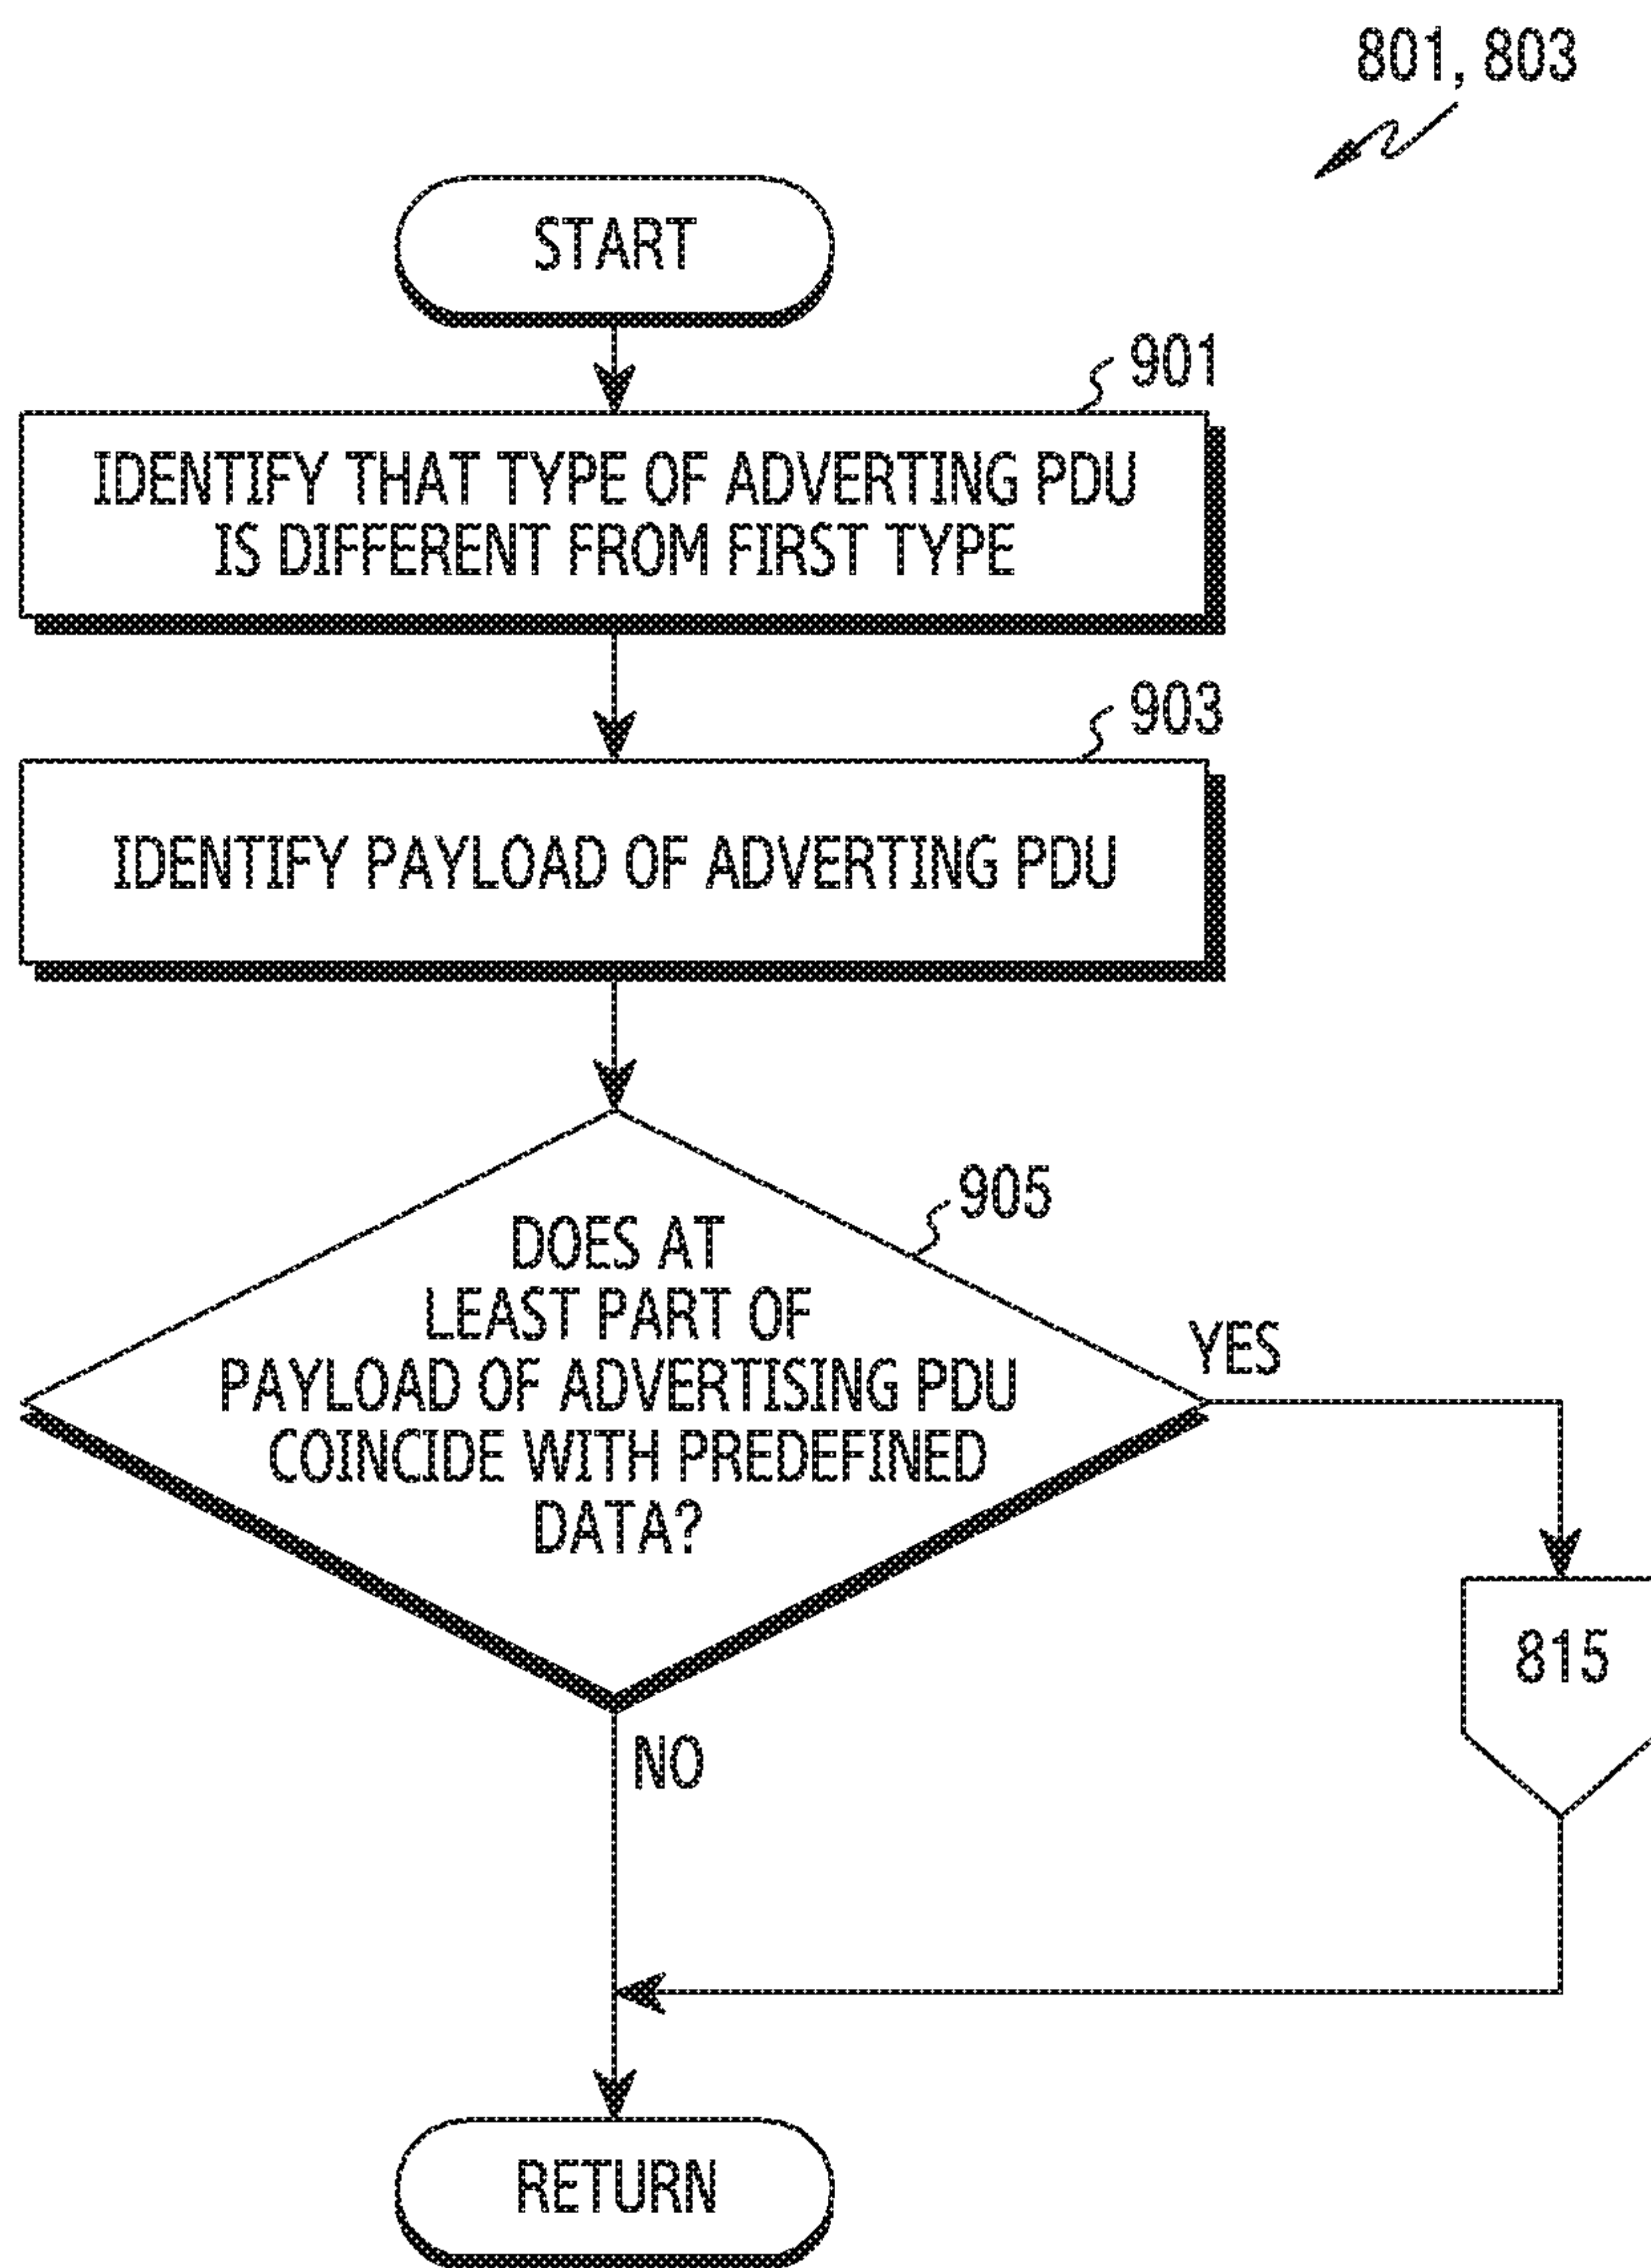 801, 803
START
901
IDENTIFY THAT TYPE OF ADVERTING PDU
IS DIFFERENT FROM FIRST TYPE
903
IDENTIFY PAYLOAD OF ADVERTING PDU
905
DOES AT
LEAST PART OF
PAYLOAD OF ADVERTISING PDU
COINCIDE WITH PREDEFINED
DATA?
YES
815
NO
RETURN